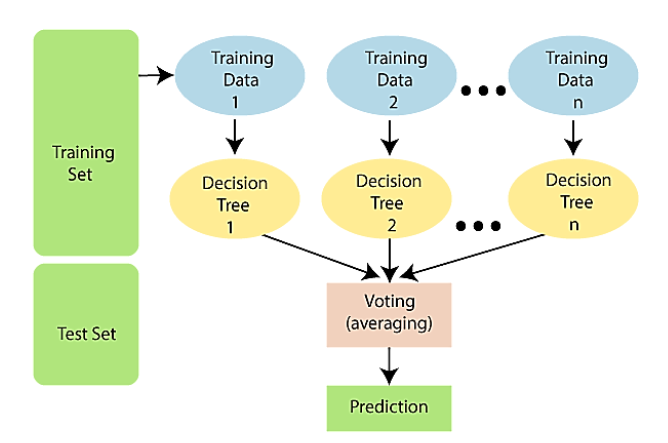 Training
Set
Training
Data
1
Training
Data
2
Training
Data
n
Decision
Tree
1
Decision
Tree
2
Decision
Tree
n
Test Set
Voting
(averaging)
Prediction